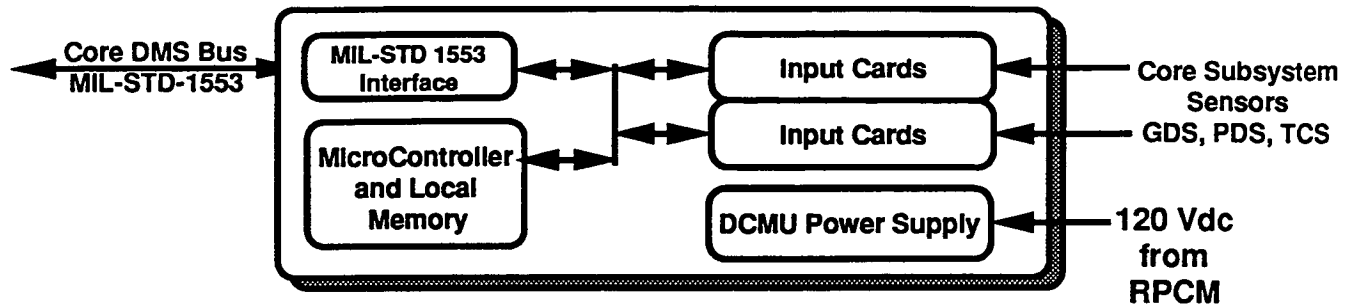 Core DMS Bus
MIL-STD-1553
MIL-STD 1553
Interface
MicroController
and Local
Memory
Input Cards
Input Cards
DCMU Power Supply
Core Subsystem
Sensors
GDS, PDS, TCS
120 Vdc
from
RPCM